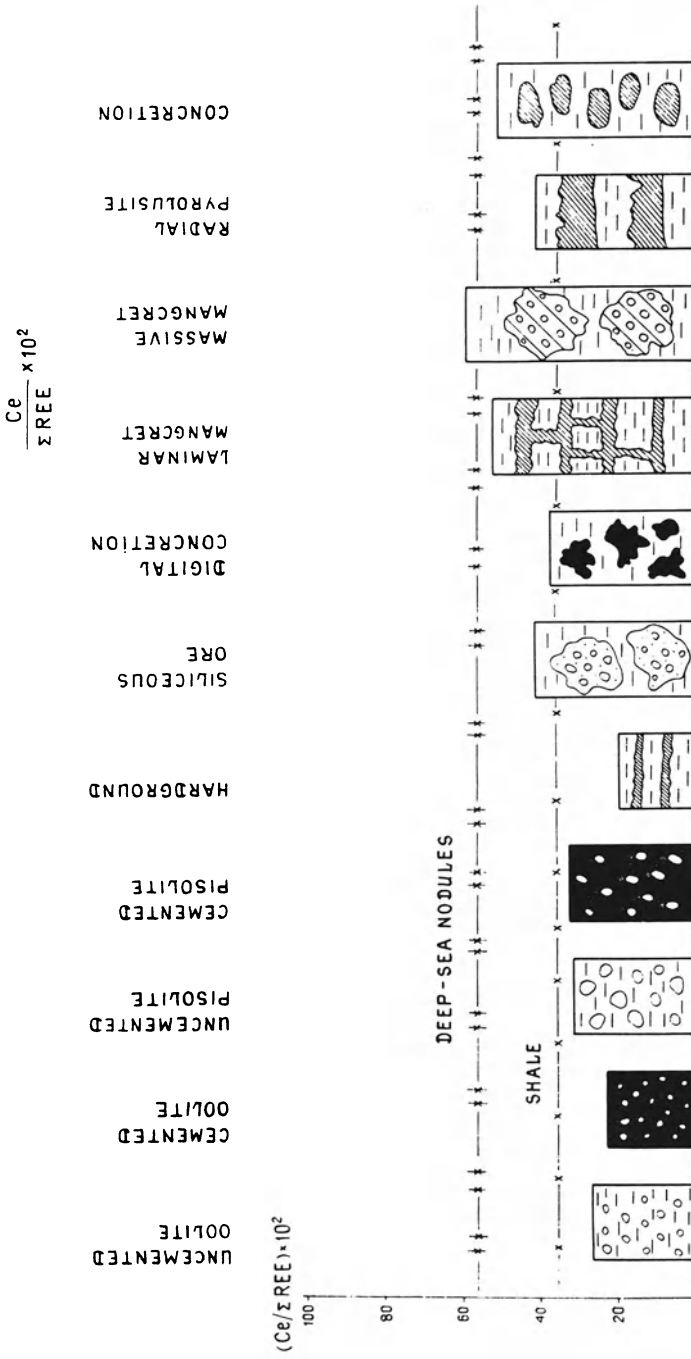 Ce
Σ REE
×10²
UNCEMENTED
OOLITE
CEMENTED
OOLITE
UNCEMENTED
PISOLITE
CEMENTED
PISOLITE
HARDGROUND
SILICEOUS
ORE
DIGITAL
CONCRETION
LAMINAR
MANGCRET
MASSIVE
MANGCRET
RADIAL
PYROLUSITE
CONCRETION
(Ce/Σ REE)×10²
100
80
60
40
20
DEEP-SEA NODULES
SHALE